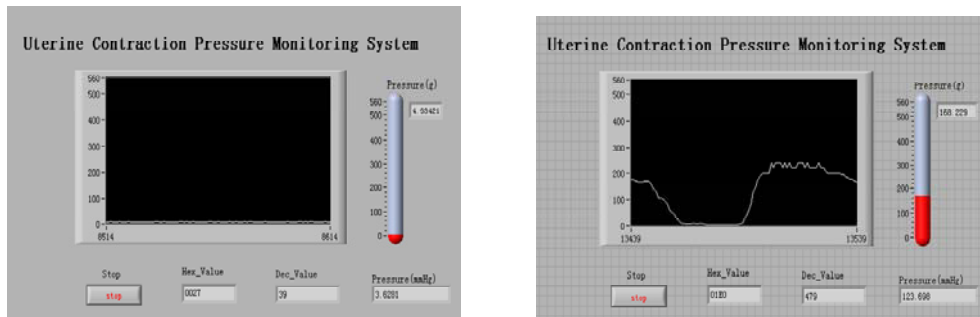 Uterine Contraction Pressure Monitoring System
Pressure(g)
4.93421
560
500
400
300
200
100
0
560
500
400
300
200
100
0
8514
8614
Stop
Hex_Value
Dec_Value
Pressure(mmHg)
stop
0027
39
3.6281
Uterine Contraction Pressure Monitoring System
Pressure(g)
168.229
560
500
400
300
200
100
0
560
500
400
300
200
100
0
13439
13539
Stop
Hex_Value
Dec_Value
Pressure(mmHg)
stop
479
123.698